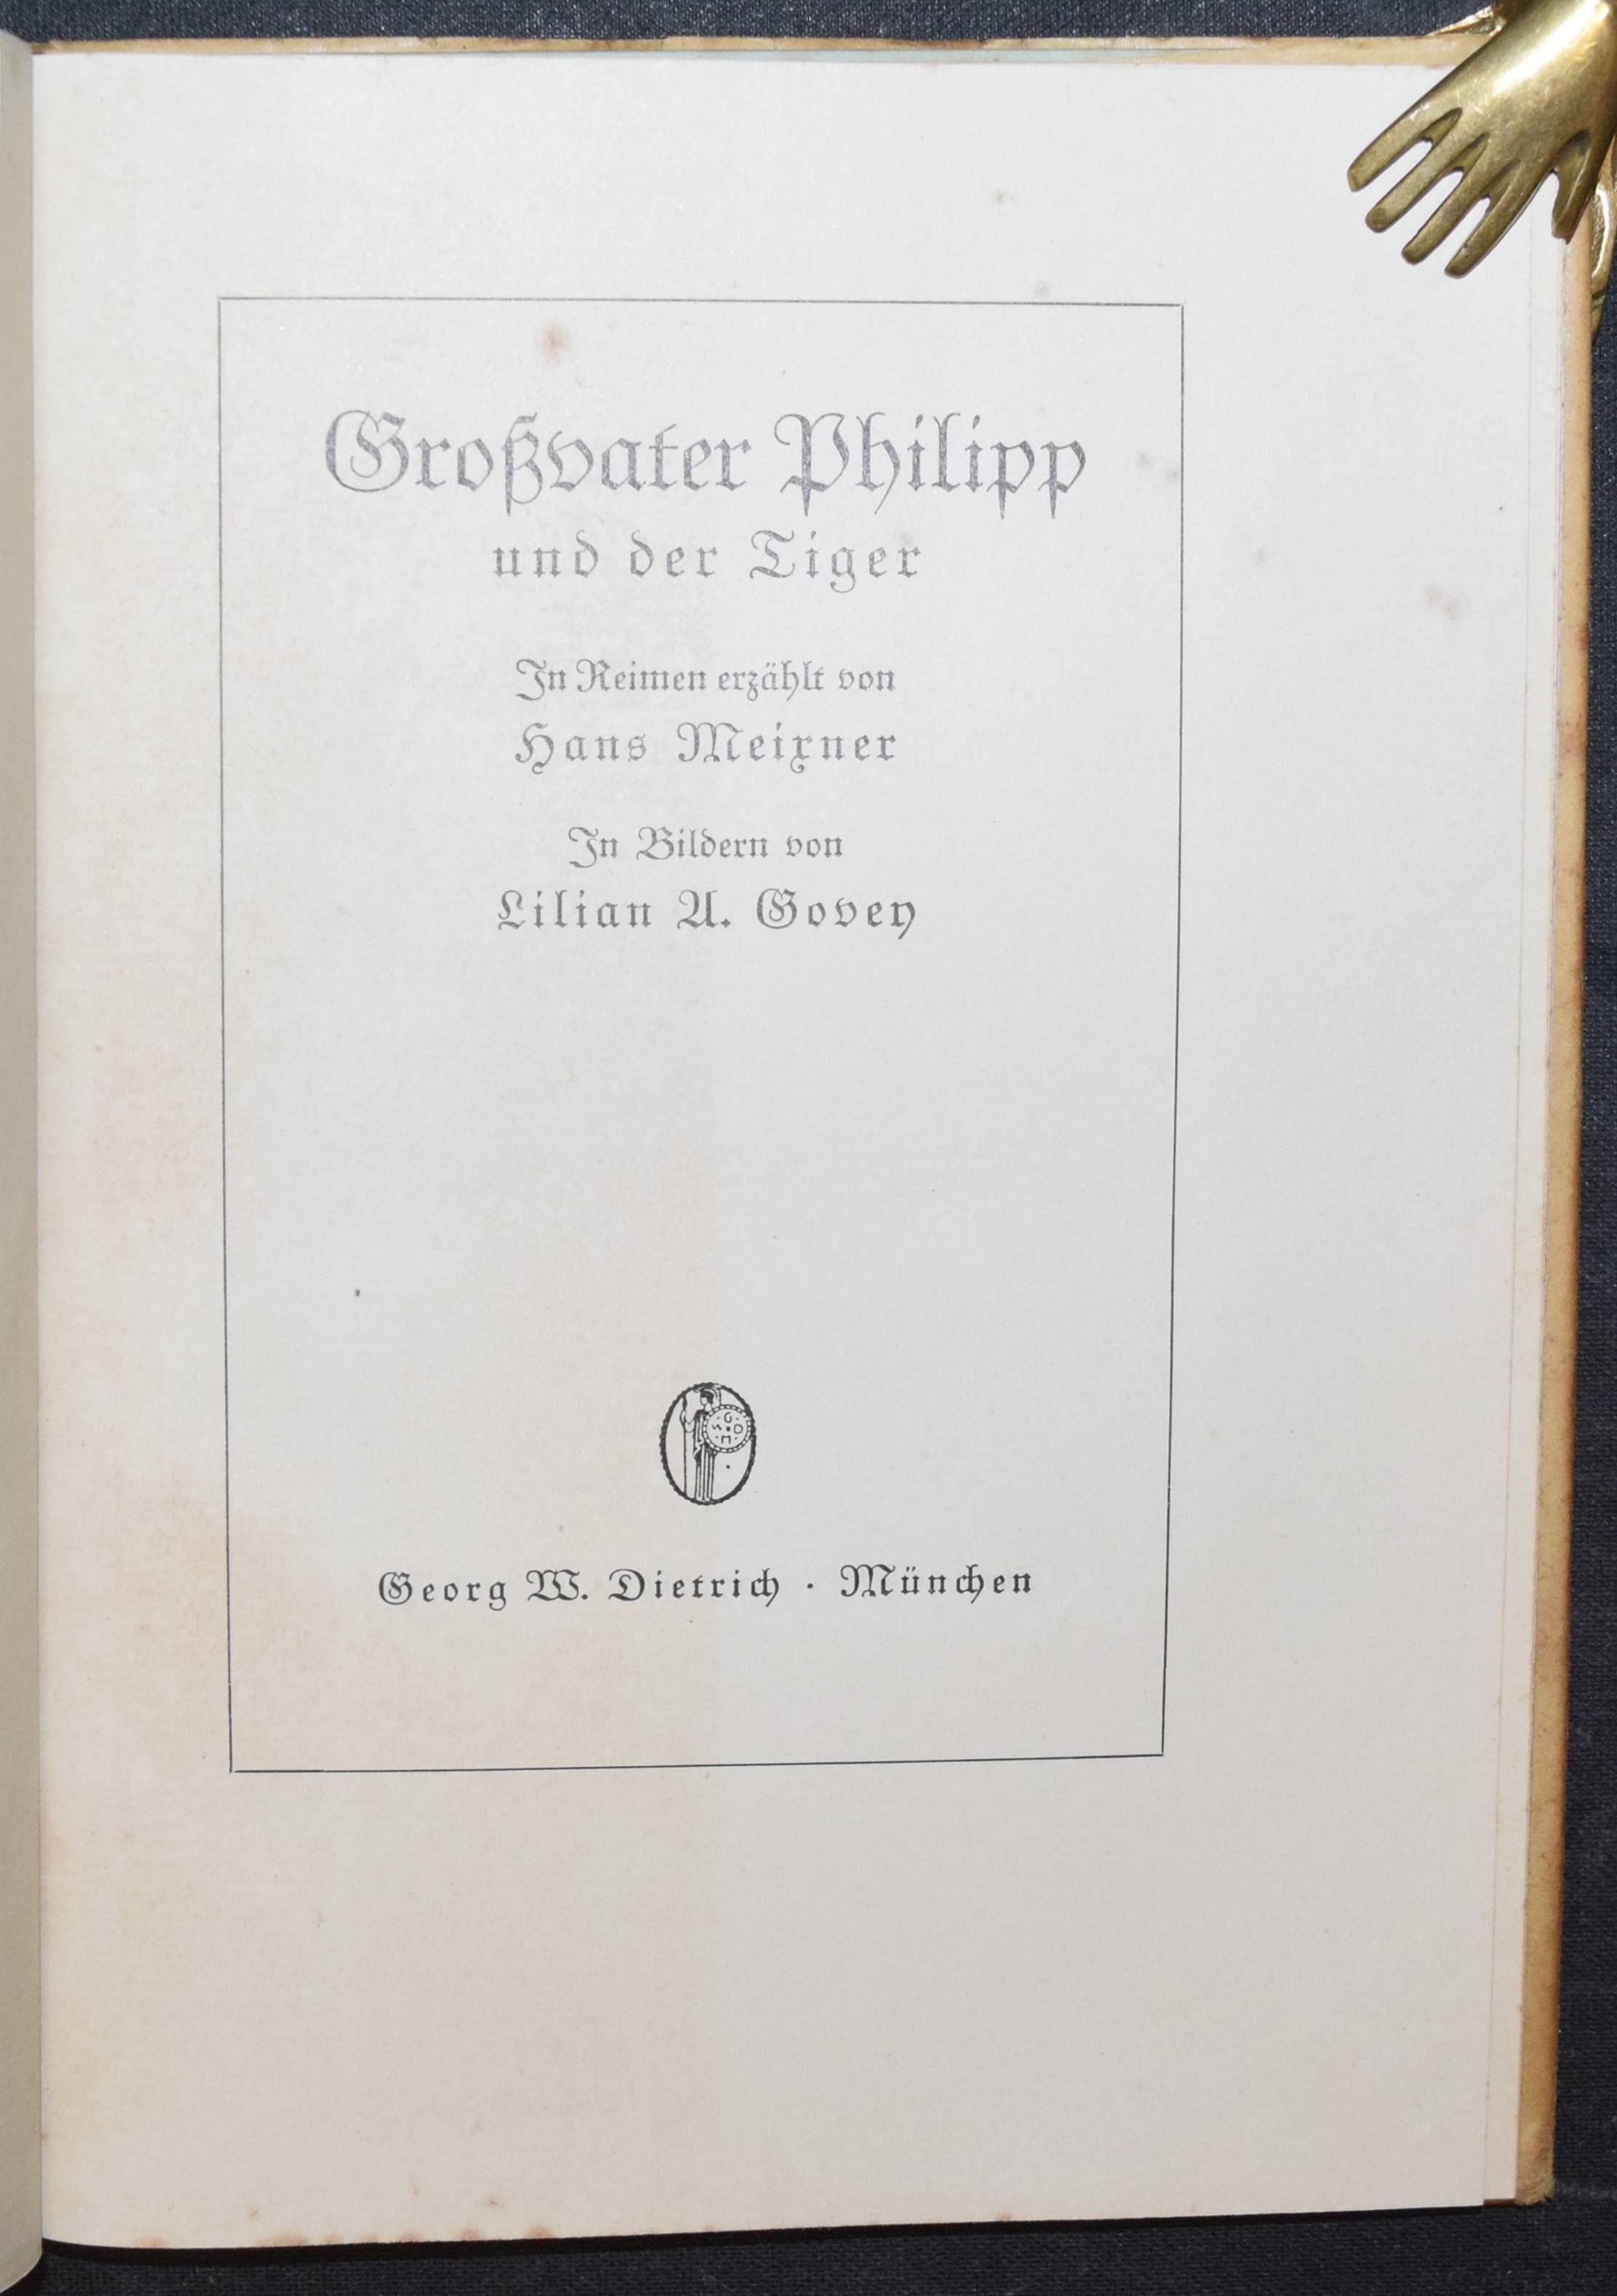 Großvater Philipp
und der Tiger
In Reimen erzählt von
Hans Meixner
In Bildern von
Lilian A. Govey
Georg W. Dietrich · München